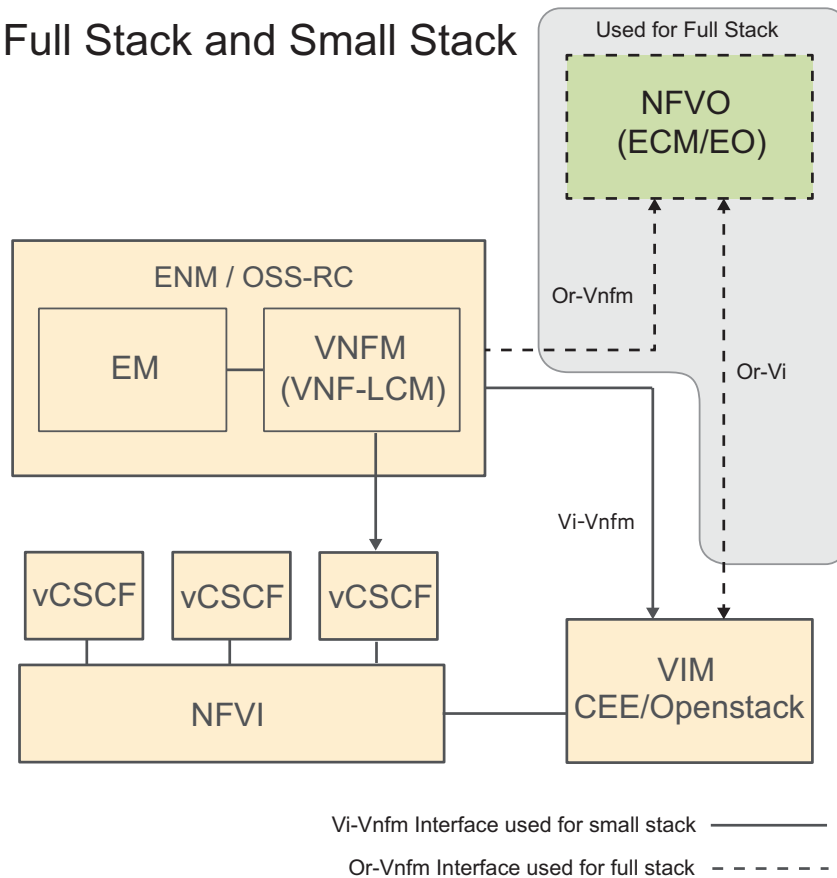 Full Stack and Small Stack
Used for Full Stack
NFVO
(ECM/EO)
ENM / OSS-RC
Or-Vnfm
EM
VNFM
(VNF-LCM)
Or-Vi
Vi-Vnfm
vCSCF
vCSCF
vCSCF
NFVI
VIM
CEE/Openstack
Vi-Vnfm Interface used for small stack
Or-Vnfm Interface used for full stack